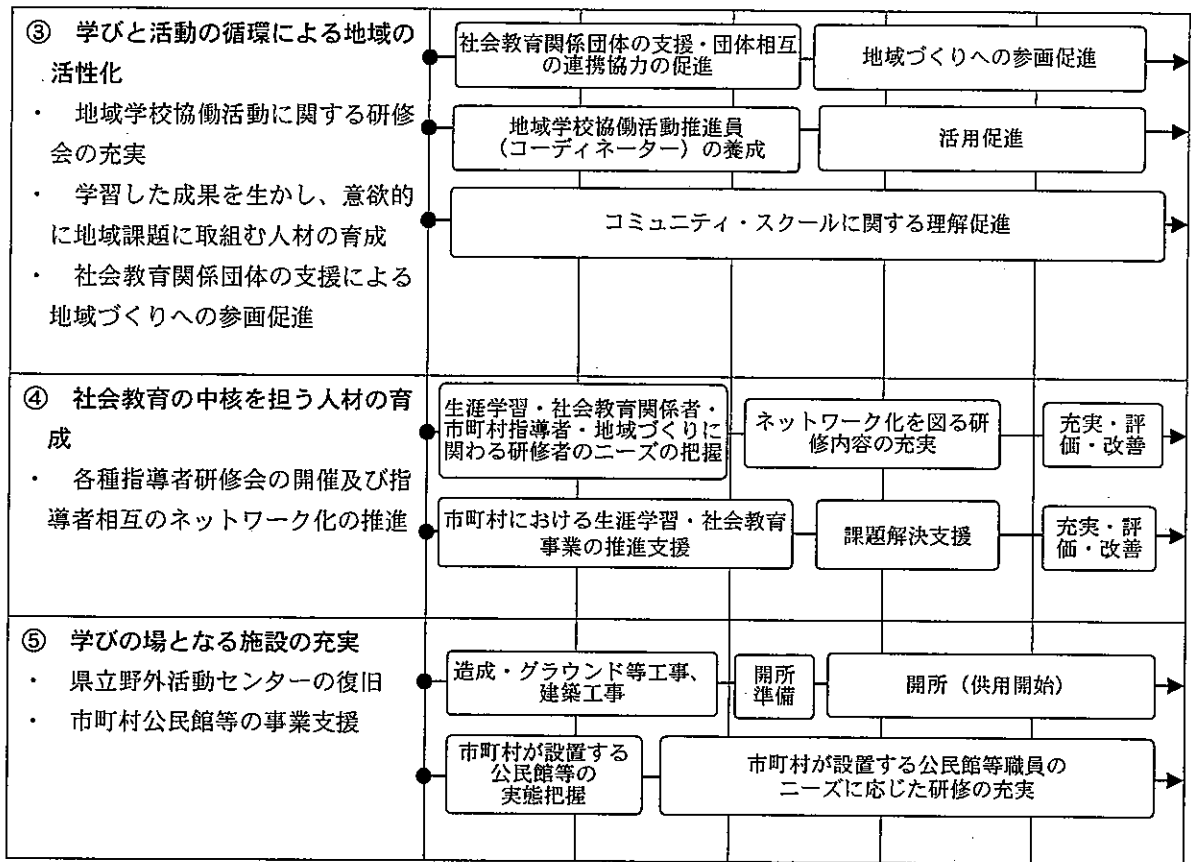 ③ 学びと活動の循環による地域の
活性化
・ 地域学校協働活動に関する研修
会の充実
・ 学習した成果を生かし、意欲的
に地域課題に取組む人材の育成
・ 社会教育関係団体の支援による
地域づくりへの参画促進
社会教育関係団体の支援・団体相互
の連携協力の促進
地域づくりへの参画促進
地域学校協働活動推進員
(コーディネーター)の養成
活用促進
コミュニティ・スクールに関する理解促進
④ 社会教育の中核を担う人材の育
成
・ 各種指導者研修会の開催及び指
導者相互のネットワーク化の推進
生涯学習・社会教育関係者・
市町村指導者・地域づくりに
関わる研修者のニーズの把握
ネットワーク化を図る研
修内容の充実
充実・評
価・改善
市町村における生涯学習・社会教育
事業の推進支援
課題解決支援
充実・評
価・改善
⑤ 学びの場となる施設の充実
・ 県立野外活動センターの復旧
・ 市町村公民館等の事業支援
造成・グラウンド等工事、
建築工事
開所
準備
開所(供用開始)
市町村が設置する
公民館等の
実態把握
市町村が設置する公民館等職員の
ニーズに応じた研修の充実